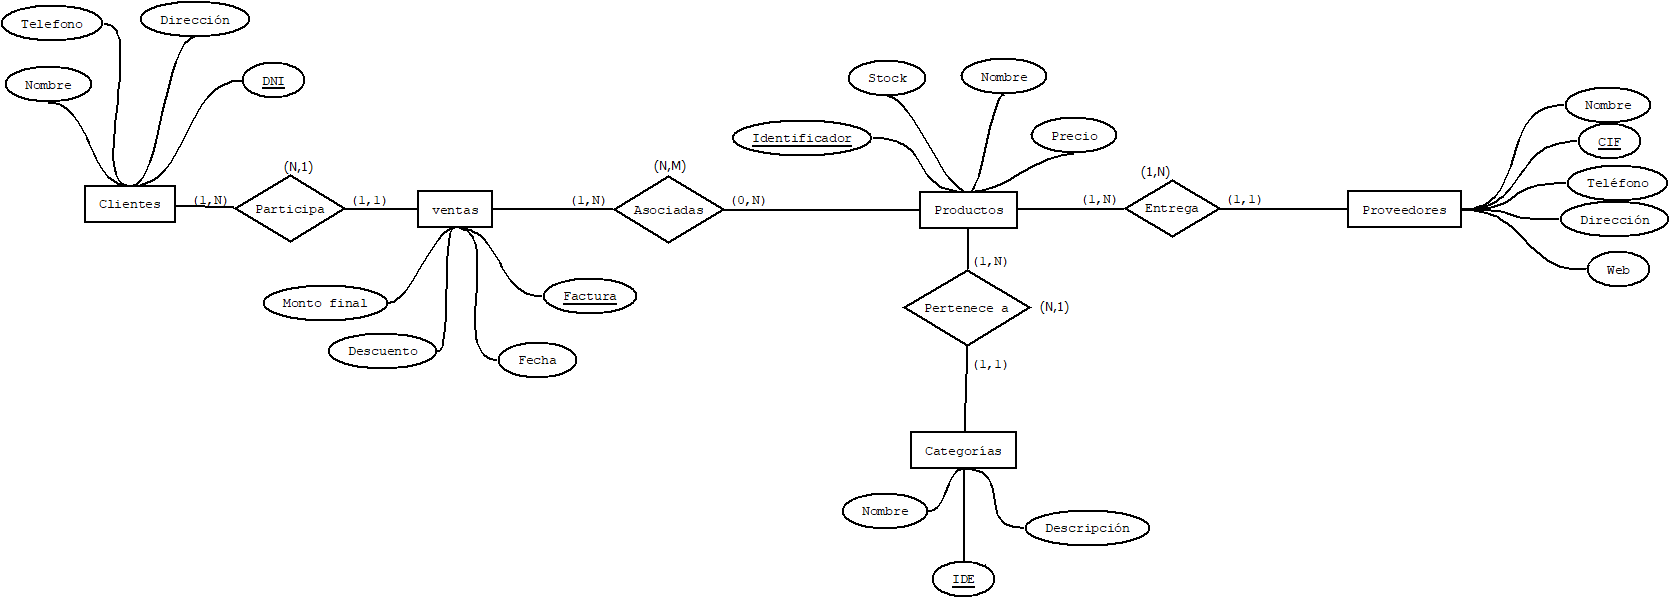 Telefono
Dirección
Nombre
DNI
Clientes
(1,N)
(N,1)
Participa
(1,1)
ventas
Monto final
Factura
Descuento
Fecha
(1,N)
(N,M)
Asociadas
(0,N)
Stock
Nombre
Identificador
Precio
Productos
(1,N)
(1,N)
Entrega
(1,1)
Proveedores
Nombre
CIF
Teléfono
Dirección
Web
(1,N)
Pertenece a
(N,1)
(1,1)
Categorías
Nombre
Descripción
IDE